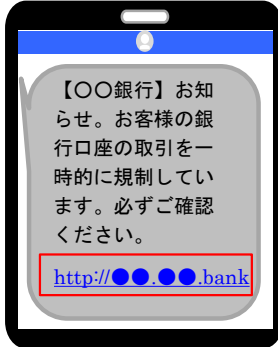 【〇〇銀行】お知
らせ。お客様の銀
行口座の取引を一
時的に規制してい
ます。必ずご確認
ください。
http://●●.●●.bank